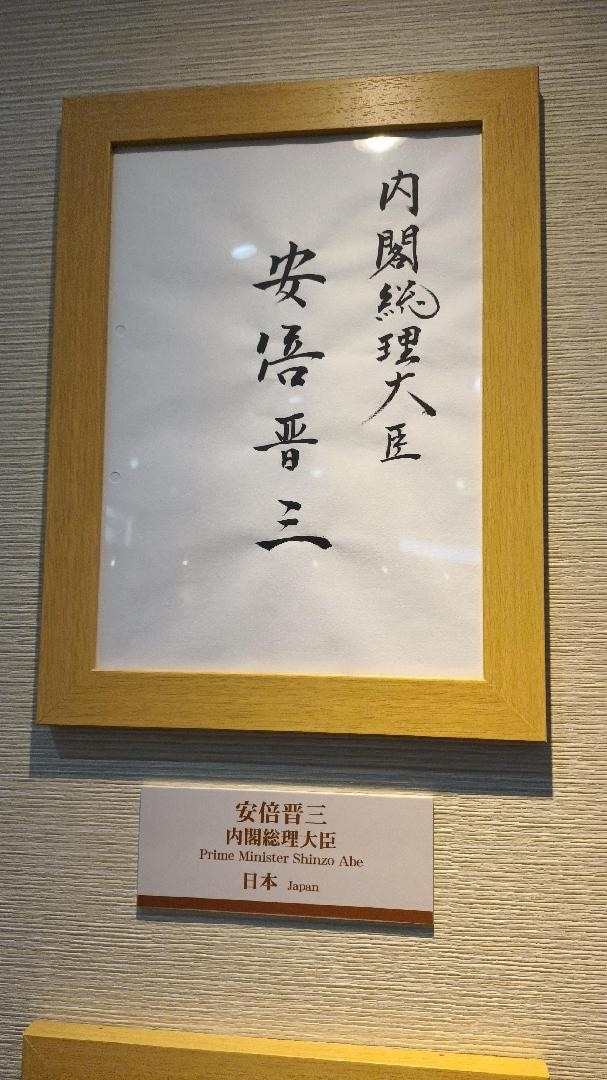 内閣総理大臣
安倍晋三
安倍晋三
内閣総理大臣
Prime Minister Shinzo Abe
日本 Japan